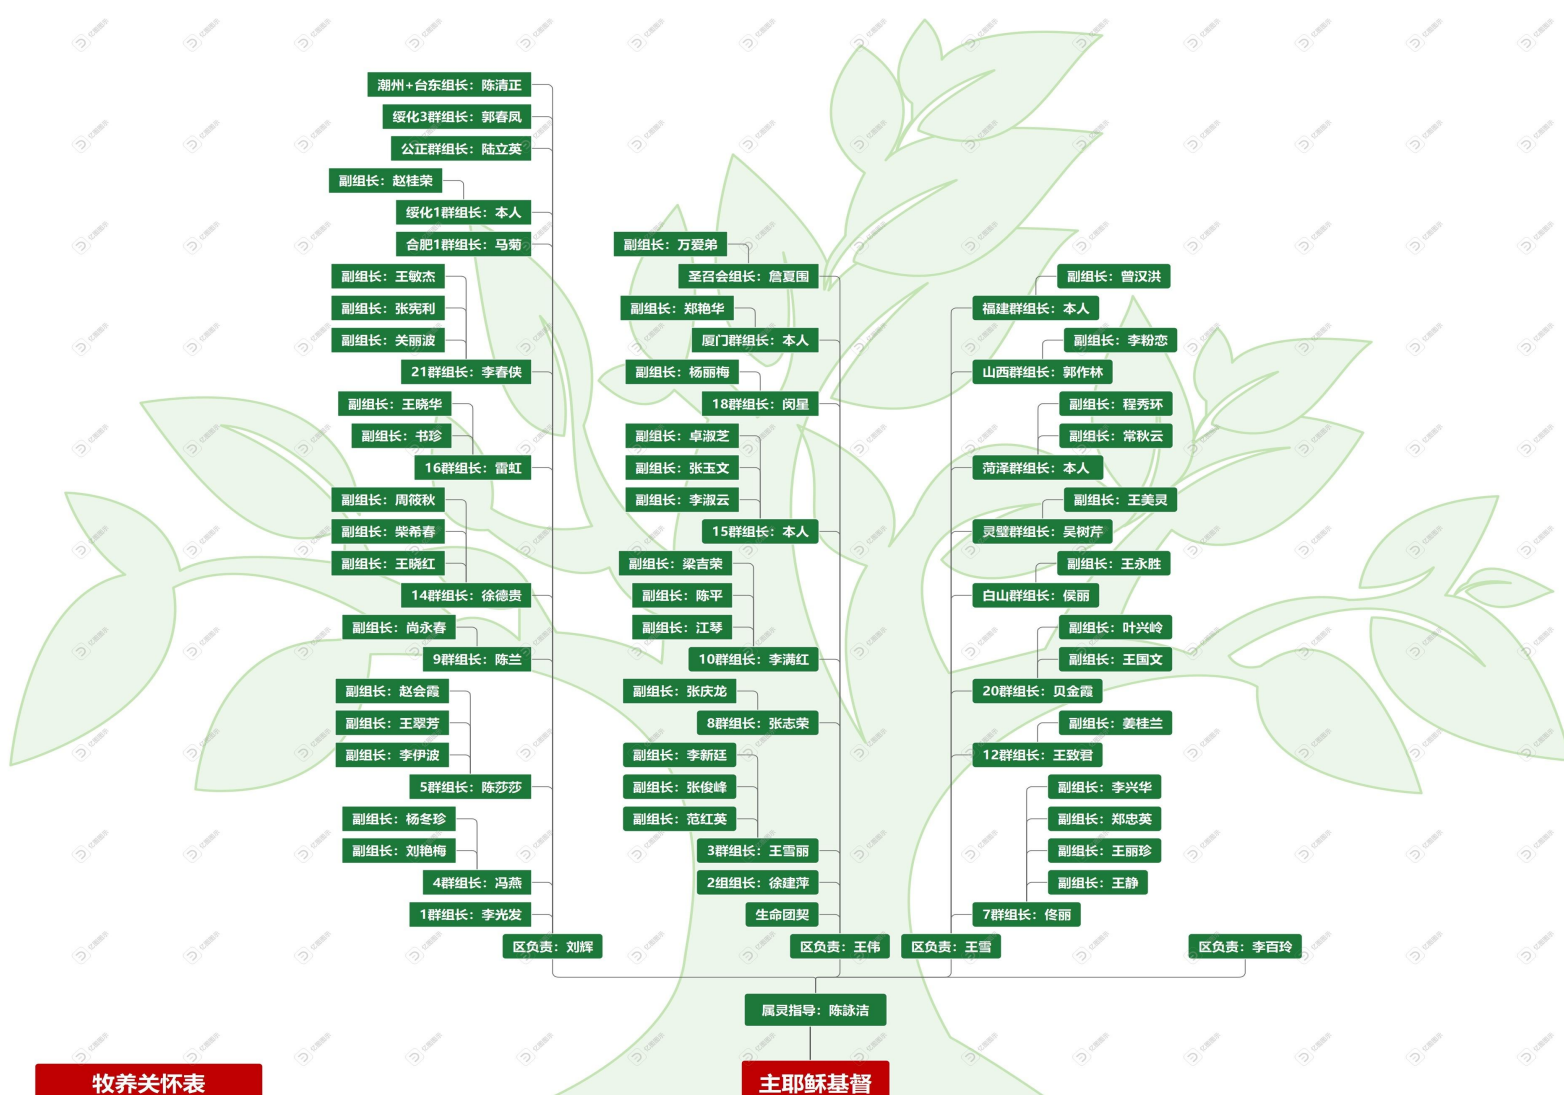 潮州+台东组长：陈清正
绥化3群组长：郭春凤
公正群组长：陆立英
副组长：赵桂荣
绥化1群组长：本人
合肥1群组长：马菊
副组长：王敏杰
副组长：张宪利
副组长：关丽波
21群组长：李春侠
副组长：王晓华
副组长：书珍
16群组长：雷虹
副组长：周筱秋
副组长：柴希春
副组长：王晓红
14群组长：徐德贵
副组长：尚永春
9群组长：陈兰
副组长：赵会霞
副组长：王翠芳
副组长：李伊波
5群组长：陈莎莎
副组长：杨冬珍
副组长：刘艳梅
4群组长：冯燕
1群组长：李光发
区负责：刘辉
副组长：万爱弟
圣召会组长：詹夏围
副组长：郑艳华
厦门群组长：本人
副组长：杨丽梅
18群组长：闵星
副组长：卓淑芝
副组长：张玉文
副组长：李淑云
15群组长：本人
副组长：梁吉荣
副组长：陈平
副组长：江琴
10群组长：李满红
副组长：张庆龙
8群组长：张志荣
副组长：李新廷
副组长：张俊峰
副组长：范红英
3群组长：王雪丽
2组组长：徐建萍
生命团契
区负责：王伟
副组长：曾汉洪
福建群组长：本人
副组长：李粉恋
山西群组长：郭作林
副组长：程秀环
副组长：常秋云
菏泽群组长：本人
副组长：王美灵
灵璧群组长：吴树芹
副组长：王永胜
白山群组长：侯丽
副组长：叶兴岭
副组长：王国文
20群组长：贝金霞
副组长：姜桂兰
12群组长：王致君
副组长：李兴华
副组长：郑忠英
副组长：王丽珍
副组长：王静
7群组长：佟丽
区负责：王雪
区负责：李百玲
属灵指导：陈詠洁
牧养关怀表
主耶稣基督